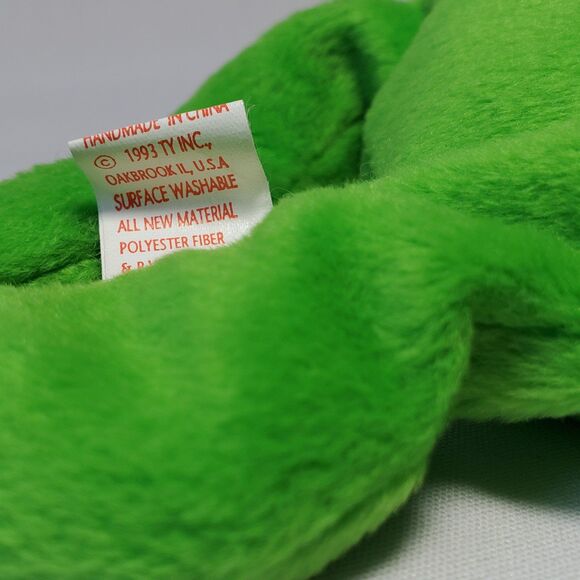 HANDMADE IN CHINA
© 1993 TY INC.,
OAKBROOK IL, U.S.A
SURFACE WASHABLE
ALL NEW MATERIAL
POLYESTER FIBER
&